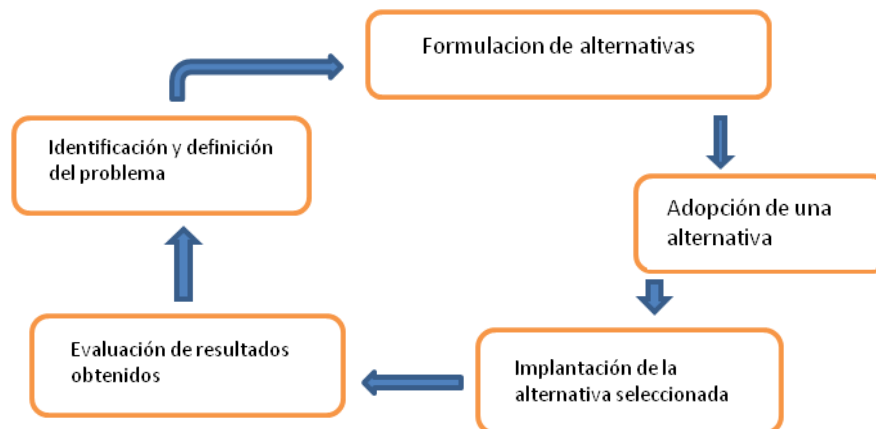 Formulacion de alternativas
Identificación y definición
del problema
Adopción de una
alternativa
Implantación de la
alternativa seleccionada
Evaluación de resultados
obtenidos